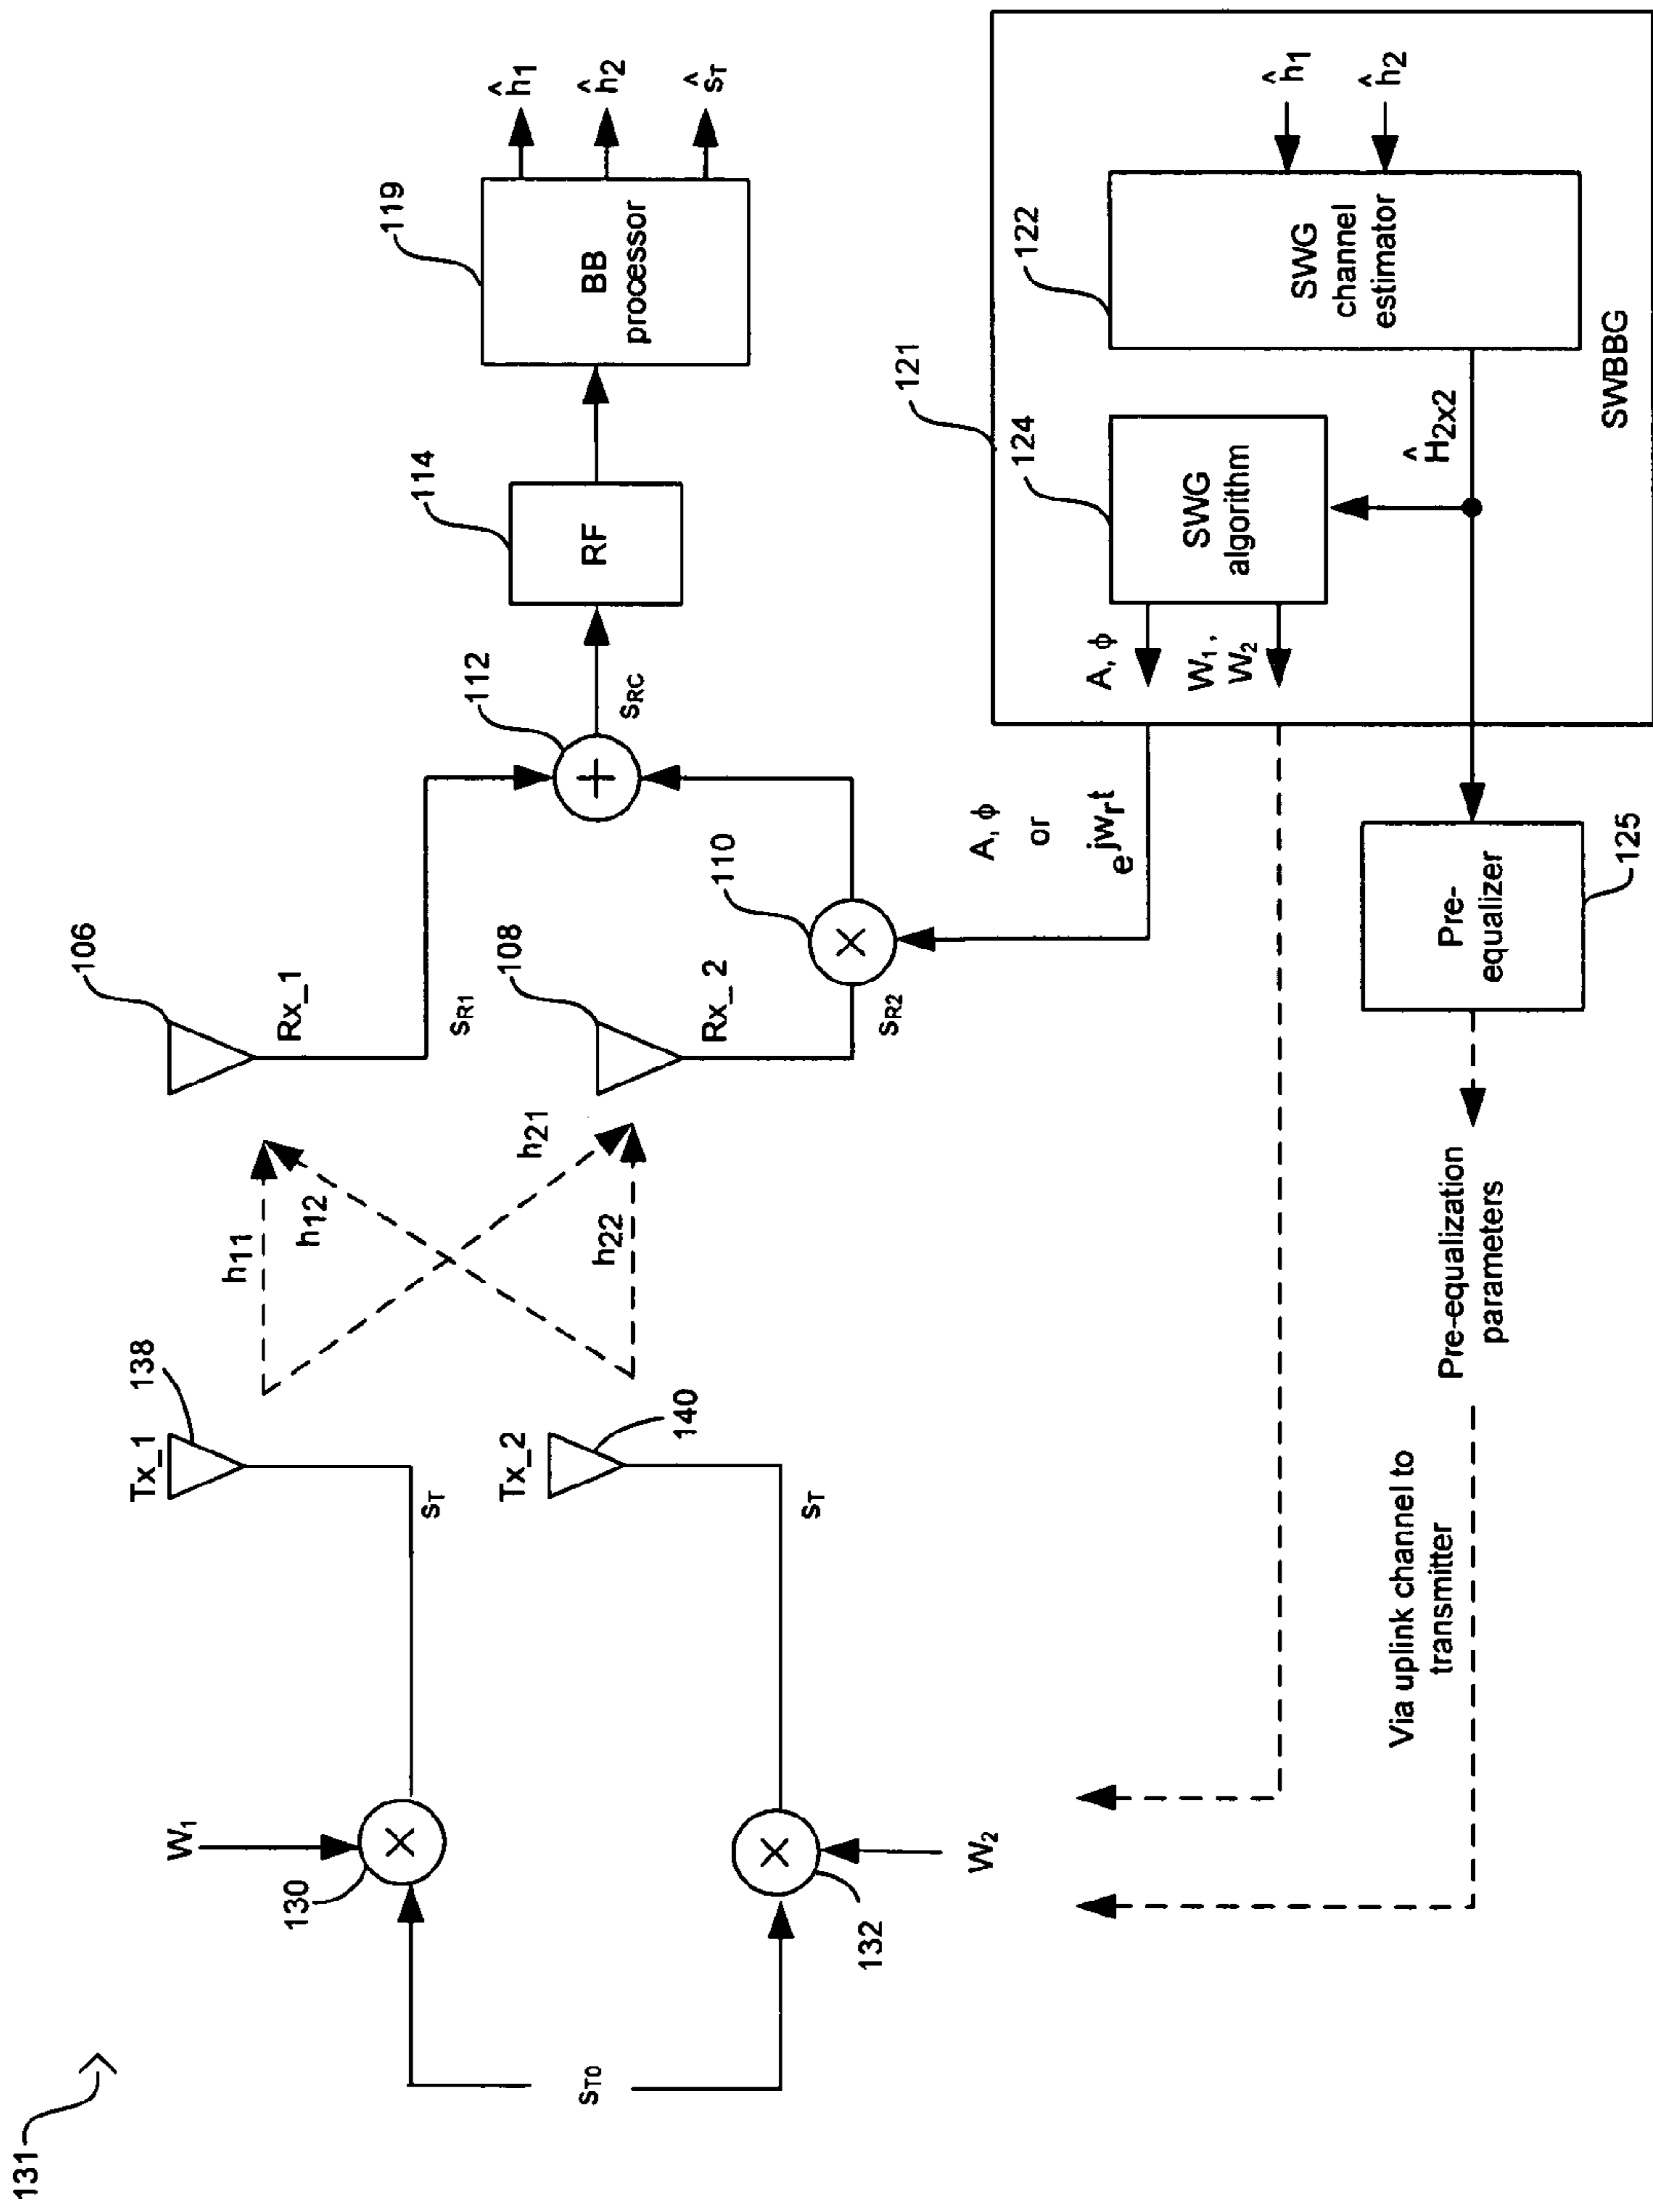 131
W₁
130
sT0
132
W₂
Tx_1
138
sT
Tx_2
140
sT
h11
h12
h21
h22
106
Rx_1
sR1
108
Rx_2
sR2
110
112
sRC
114
RF
119
BB
processor
ĥ1
ĥ2
ŝT
A, ϕ
or
e^jwrt
121
A, ϕ
W₁,
W₂
124
SWG
algorithm
122
SWG
channel
estimator
ĥ1
ĥ2
Ĥ2x2
SWBBG
Pre-
equalizer
125
Pre-equalization
parameters
Via uplink channel to
transmitter